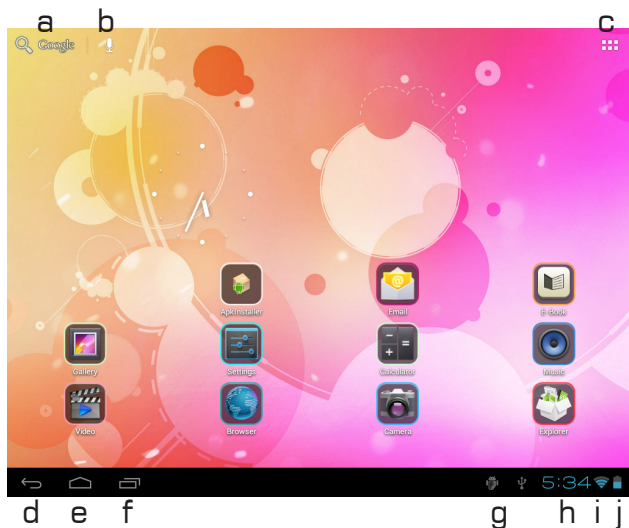 a b c
Google
ApkInstaller Email E-Book
Gallery Settings Calculator Music
Video Browser Camera Explorer
5:34
d e f g h i j